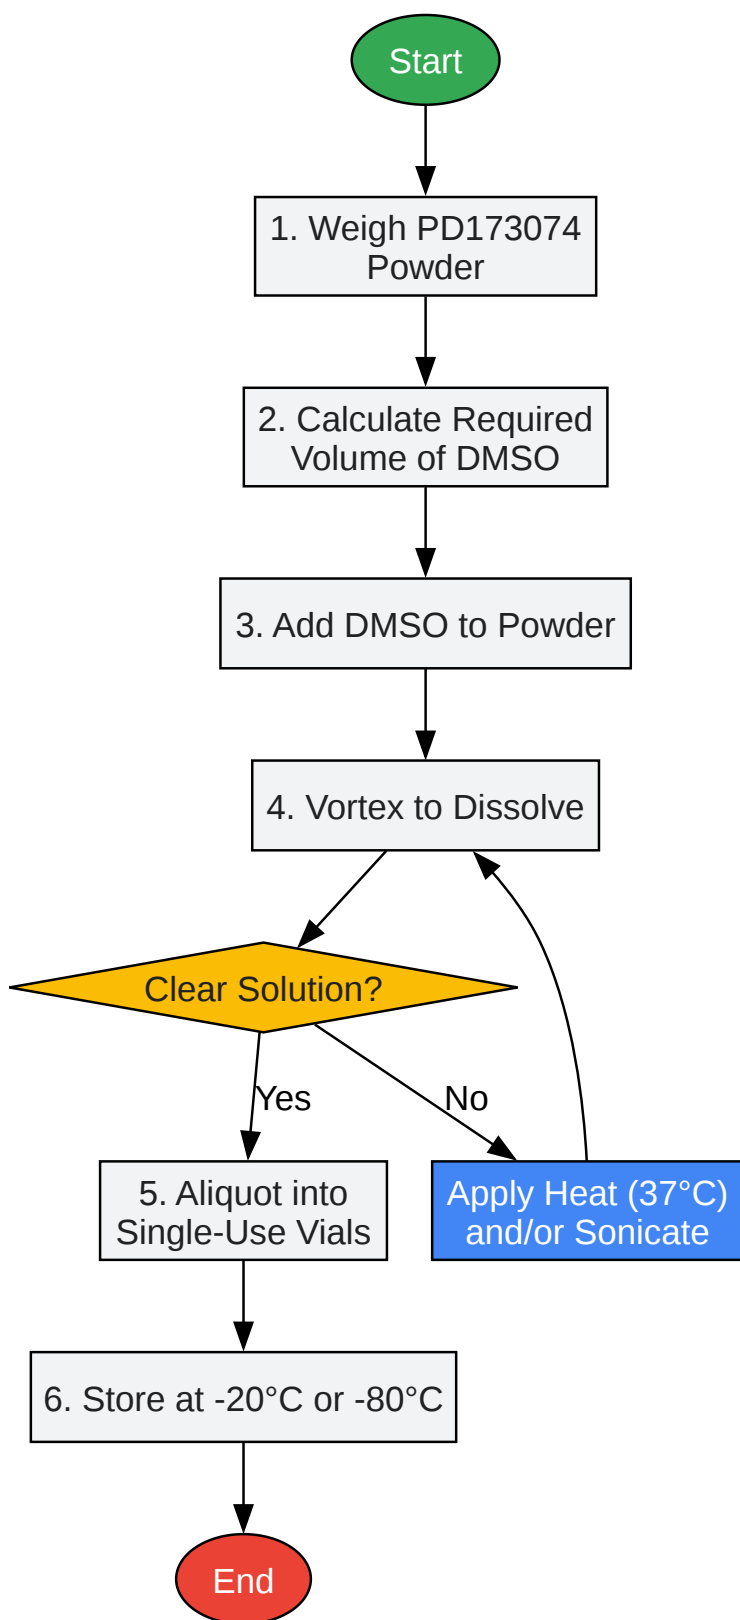 Start
1. Weigh PD173074
Powder
2. Calculate Required
Volume of DMSO
3. Add DMSO to Powder
4. Vortex to Dissolve
Clear Solution?
Yes
No
5. Aliquot into
Single-Use Vials
Apply Heat (37°C)
and/or Sonicate
6. Store at -20°C or -80°C
End